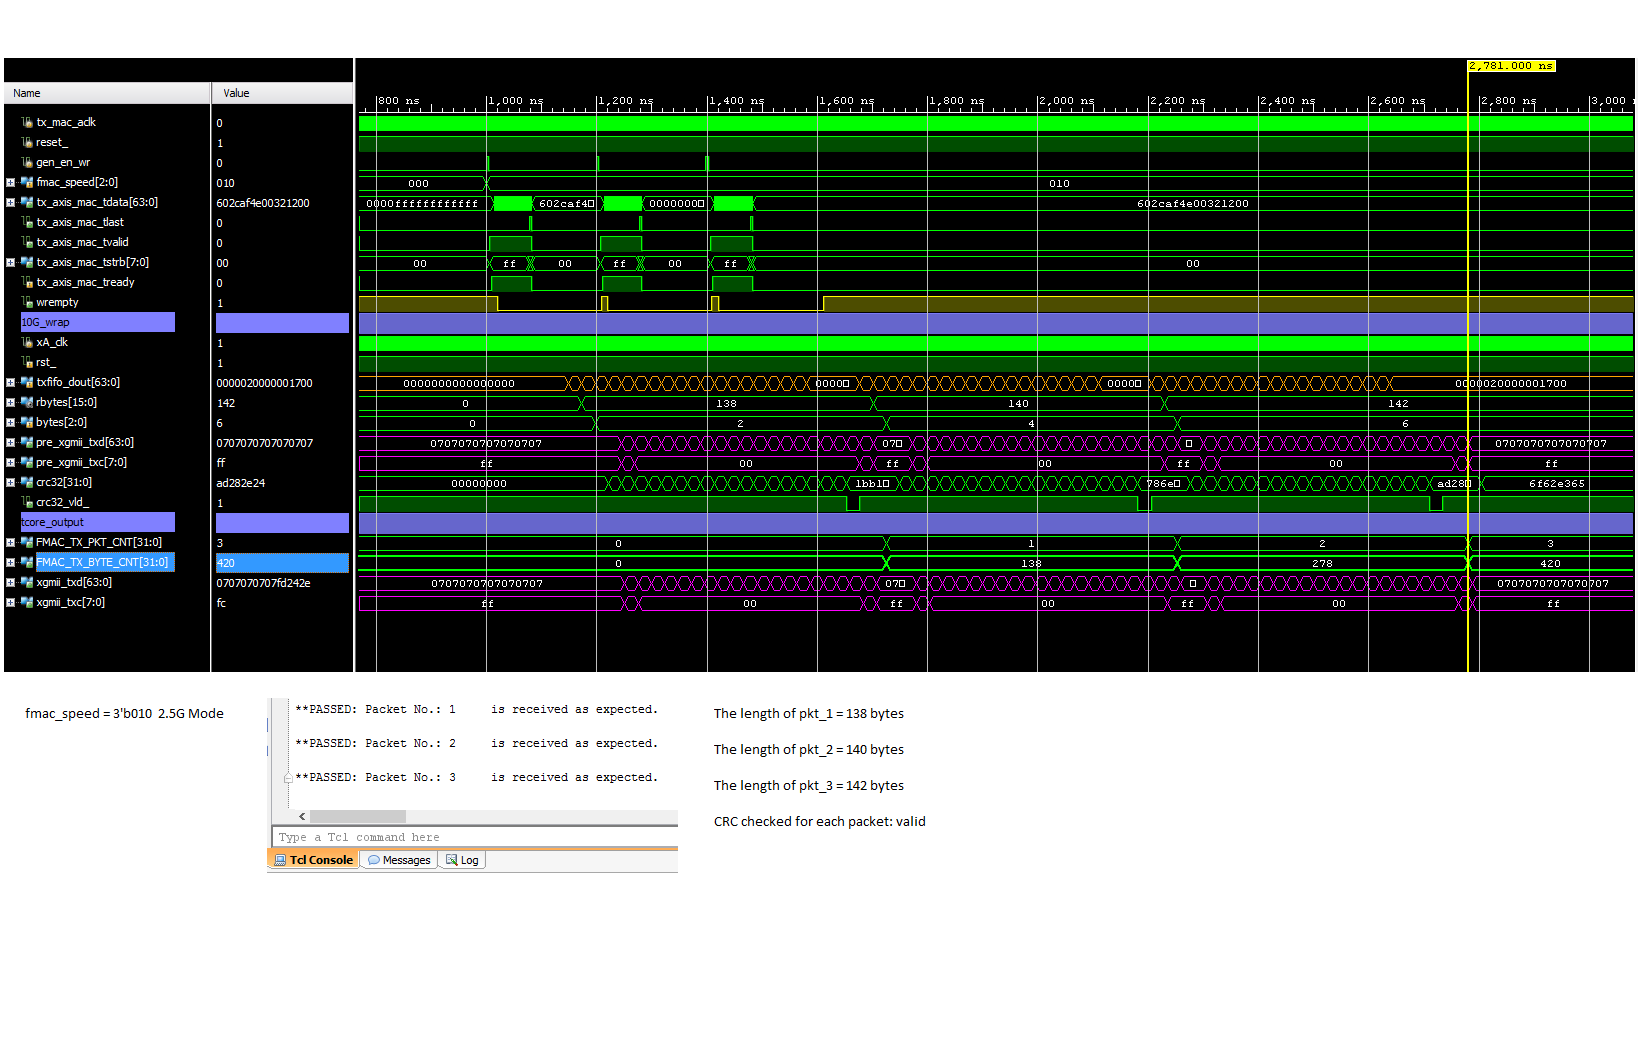 2,781.000 ns
Name Value
800 ns 1,000 ns 1,200 ns 1,400 ns 1,600 ns 1,800 ns 2,000 ns 2,200 ns 2,400 ns 2,600 ns 2,800 ns 3,000 ns
tx_mac_aclk 0
reset_ 1
gen_en_wr 0
fmac_speed[2:0] 010 000 010
tx_axis_mac_tdata[63:0] 602caf4e00321200 0000ffffffffffff 602caf4 0000000 602caf4e00321200
tx_axis_mac_tlast 0
tx_axis_mac_tvalid 0
tx_axis_mac_tstrb[7:0] 00 00 ff 00 ff 00 ff 00
tx_axis_mac_tready 0
wrempty 1
10G_wrap
xA_clk 1
rst_ 1
txfifo_dout[63:0] 0000020000001700 0000000000000000 0000 0000 0000020000001700
rbytes[15:0] 142 0 138 140 142
bytes[2:0] 6 0 2 4 6
pre_xgmii_txd[63:0] 0707070707070707 0707070707070707 07 0707070707070707
pre_xgmii_txc[7:0] ff ff 00 ff 00 ff 00 ff
crc32[31:0] ad282e24 00000000 1bb1 786e ad28 6f62e365
crc32_vld_ 1
tcore_output
FMAC_TX_PKT_CNT[31:0] 3 0 1 2 3
FMAC_TX_BYTE_CNT[31:0] 420 0 138 278 420
xgmii_txd[63:0] 0707070707fd242e 0707070707070707 07 0707070707070707
xgmii_txc[7:0] fc ff 00 ff 00 ff 00 ff
fmac_speed = 3'b010 2.5G Mode
**PASSED: Packet No.: 1 is received as expected.
**PASSED: Packet No.: 2 is received as expected.
**PASSED: Packet No.: 3 is received as expected.
Type a Tcl command here
Tcl Console Messages Log
The length of pkt_1 = 138 bytes
The length of pkt_2 = 140 bytes
The length of pkt_3 = 142 bytes
CRC checked for each packet: valid